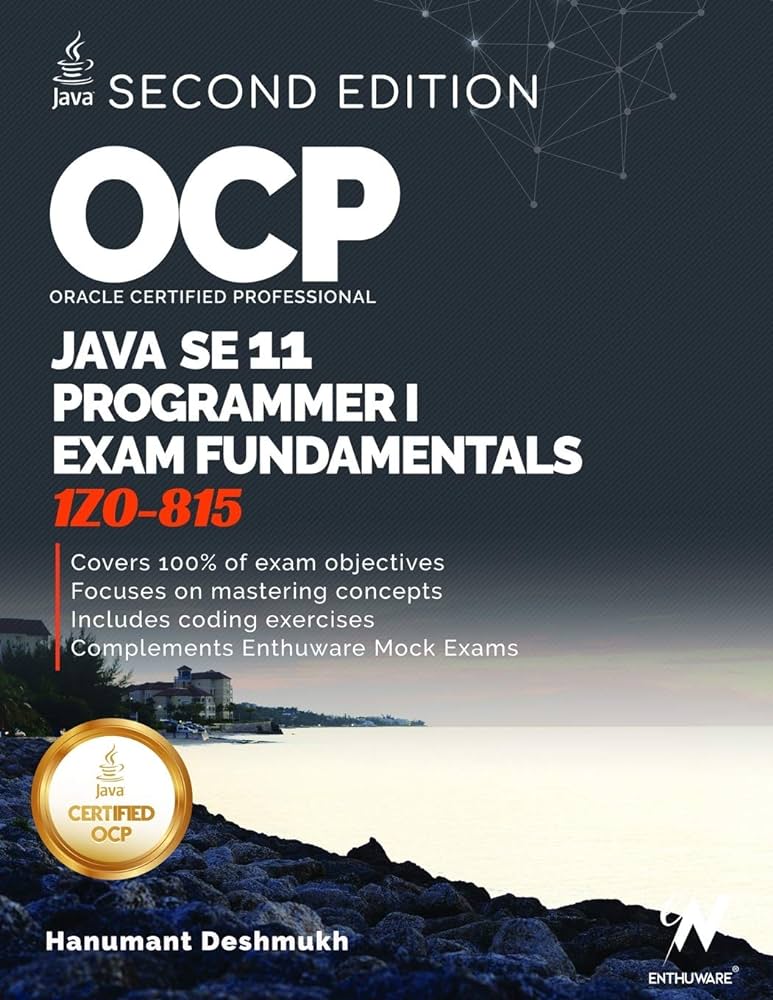 Java SECOND EDITION
OCP
ORACLE CERTIFIED PROFESSIONAL
JAVA SE 11
PROGRAMMER I
EXAM FUNDAMENTALS
1Z0-815
Covers 100% of exam objectives
Focuses on mastering concepts
Includes coding exercises
Complements Enthuware Mock Exams
Java
CERTIFIED
OCP
Hanumant Deshmukh
ENTHUWARE®